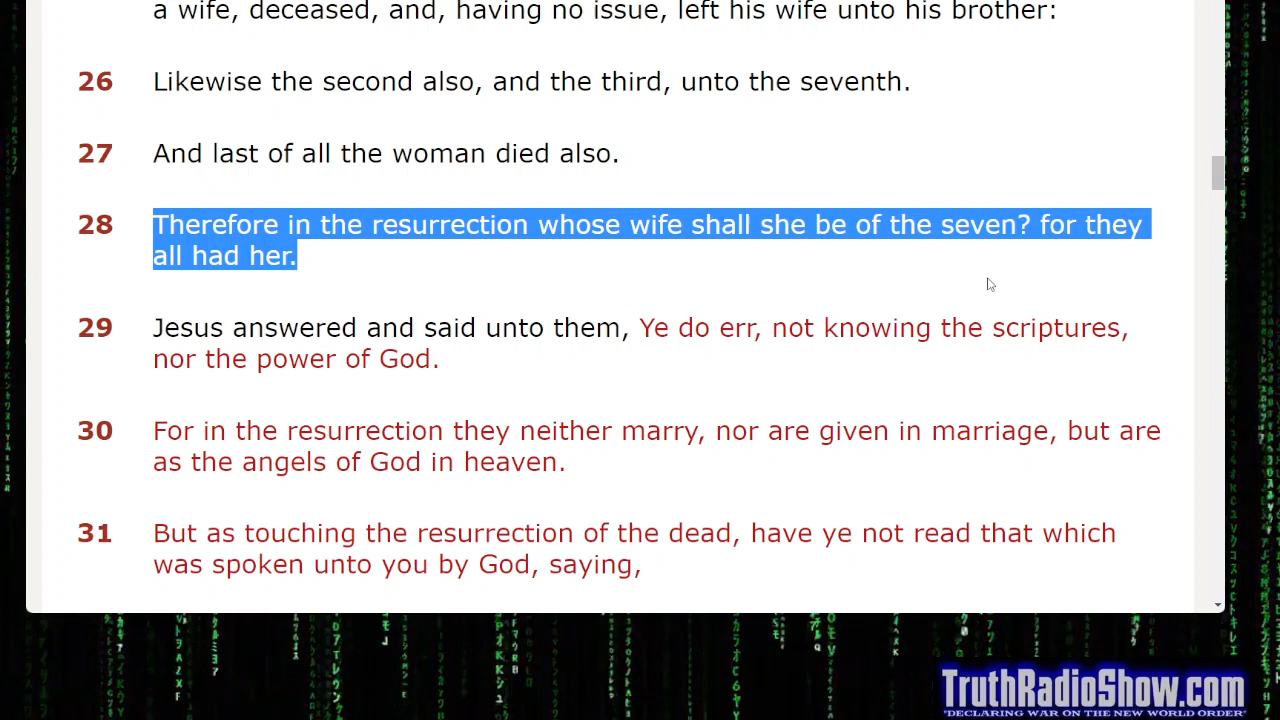 a wife, deceased, and, having no issue, left his wife unto his brother:
26 Likewise the second also, and the third, unto the seventh.
27 And last of all the woman died also.
28 Therefore in the resurrection whose wife shall she be of the seven? for they
all had her.
29 Jesus answered and said unto them, Ye do err, not knowing the scriptures,
nor the power of God.
30 For in the resurrection they neither marry, nor are given in marriage, but are
as the angels of God in heaven.
31 But as touching the resurrection of the dead, have ye not read that which
was spoken unto you by God, saying,
TruthRadioShow.com
"DECLARING WAR ON THE NEW WORLD ORDER"